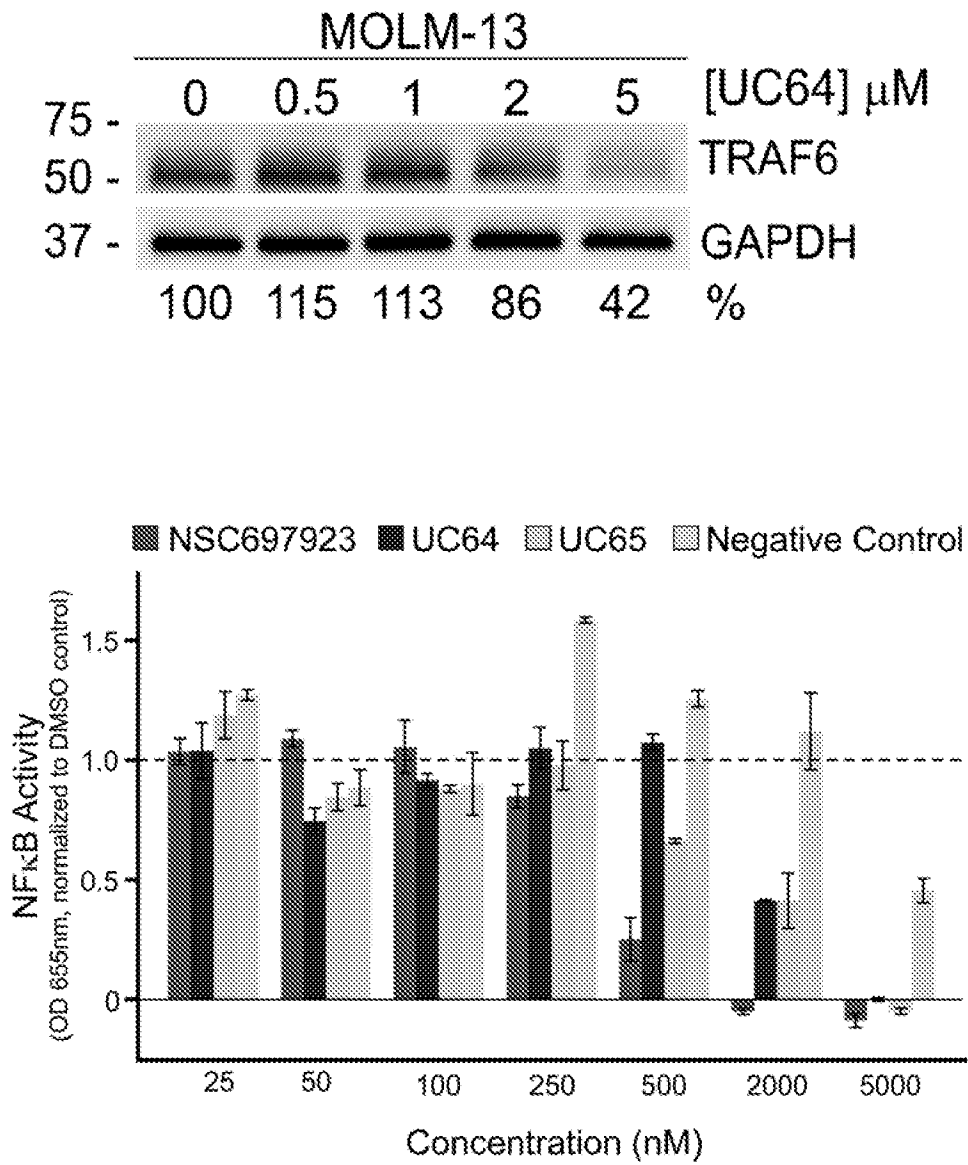 MOLM-13
0 0.5 1 2 5 [UC64] μM
75 -
TRAF6
50 -
37 - GAPDH
100 115 113 86 42 %
NSC697923 UC64 UC65 Negative Control
NFκB Activity
(OD 655nm, normalized to DMSO control)
1.5
1.0
0.5
0
25 50 100 250 500 2000 5000
Concentration (nM)